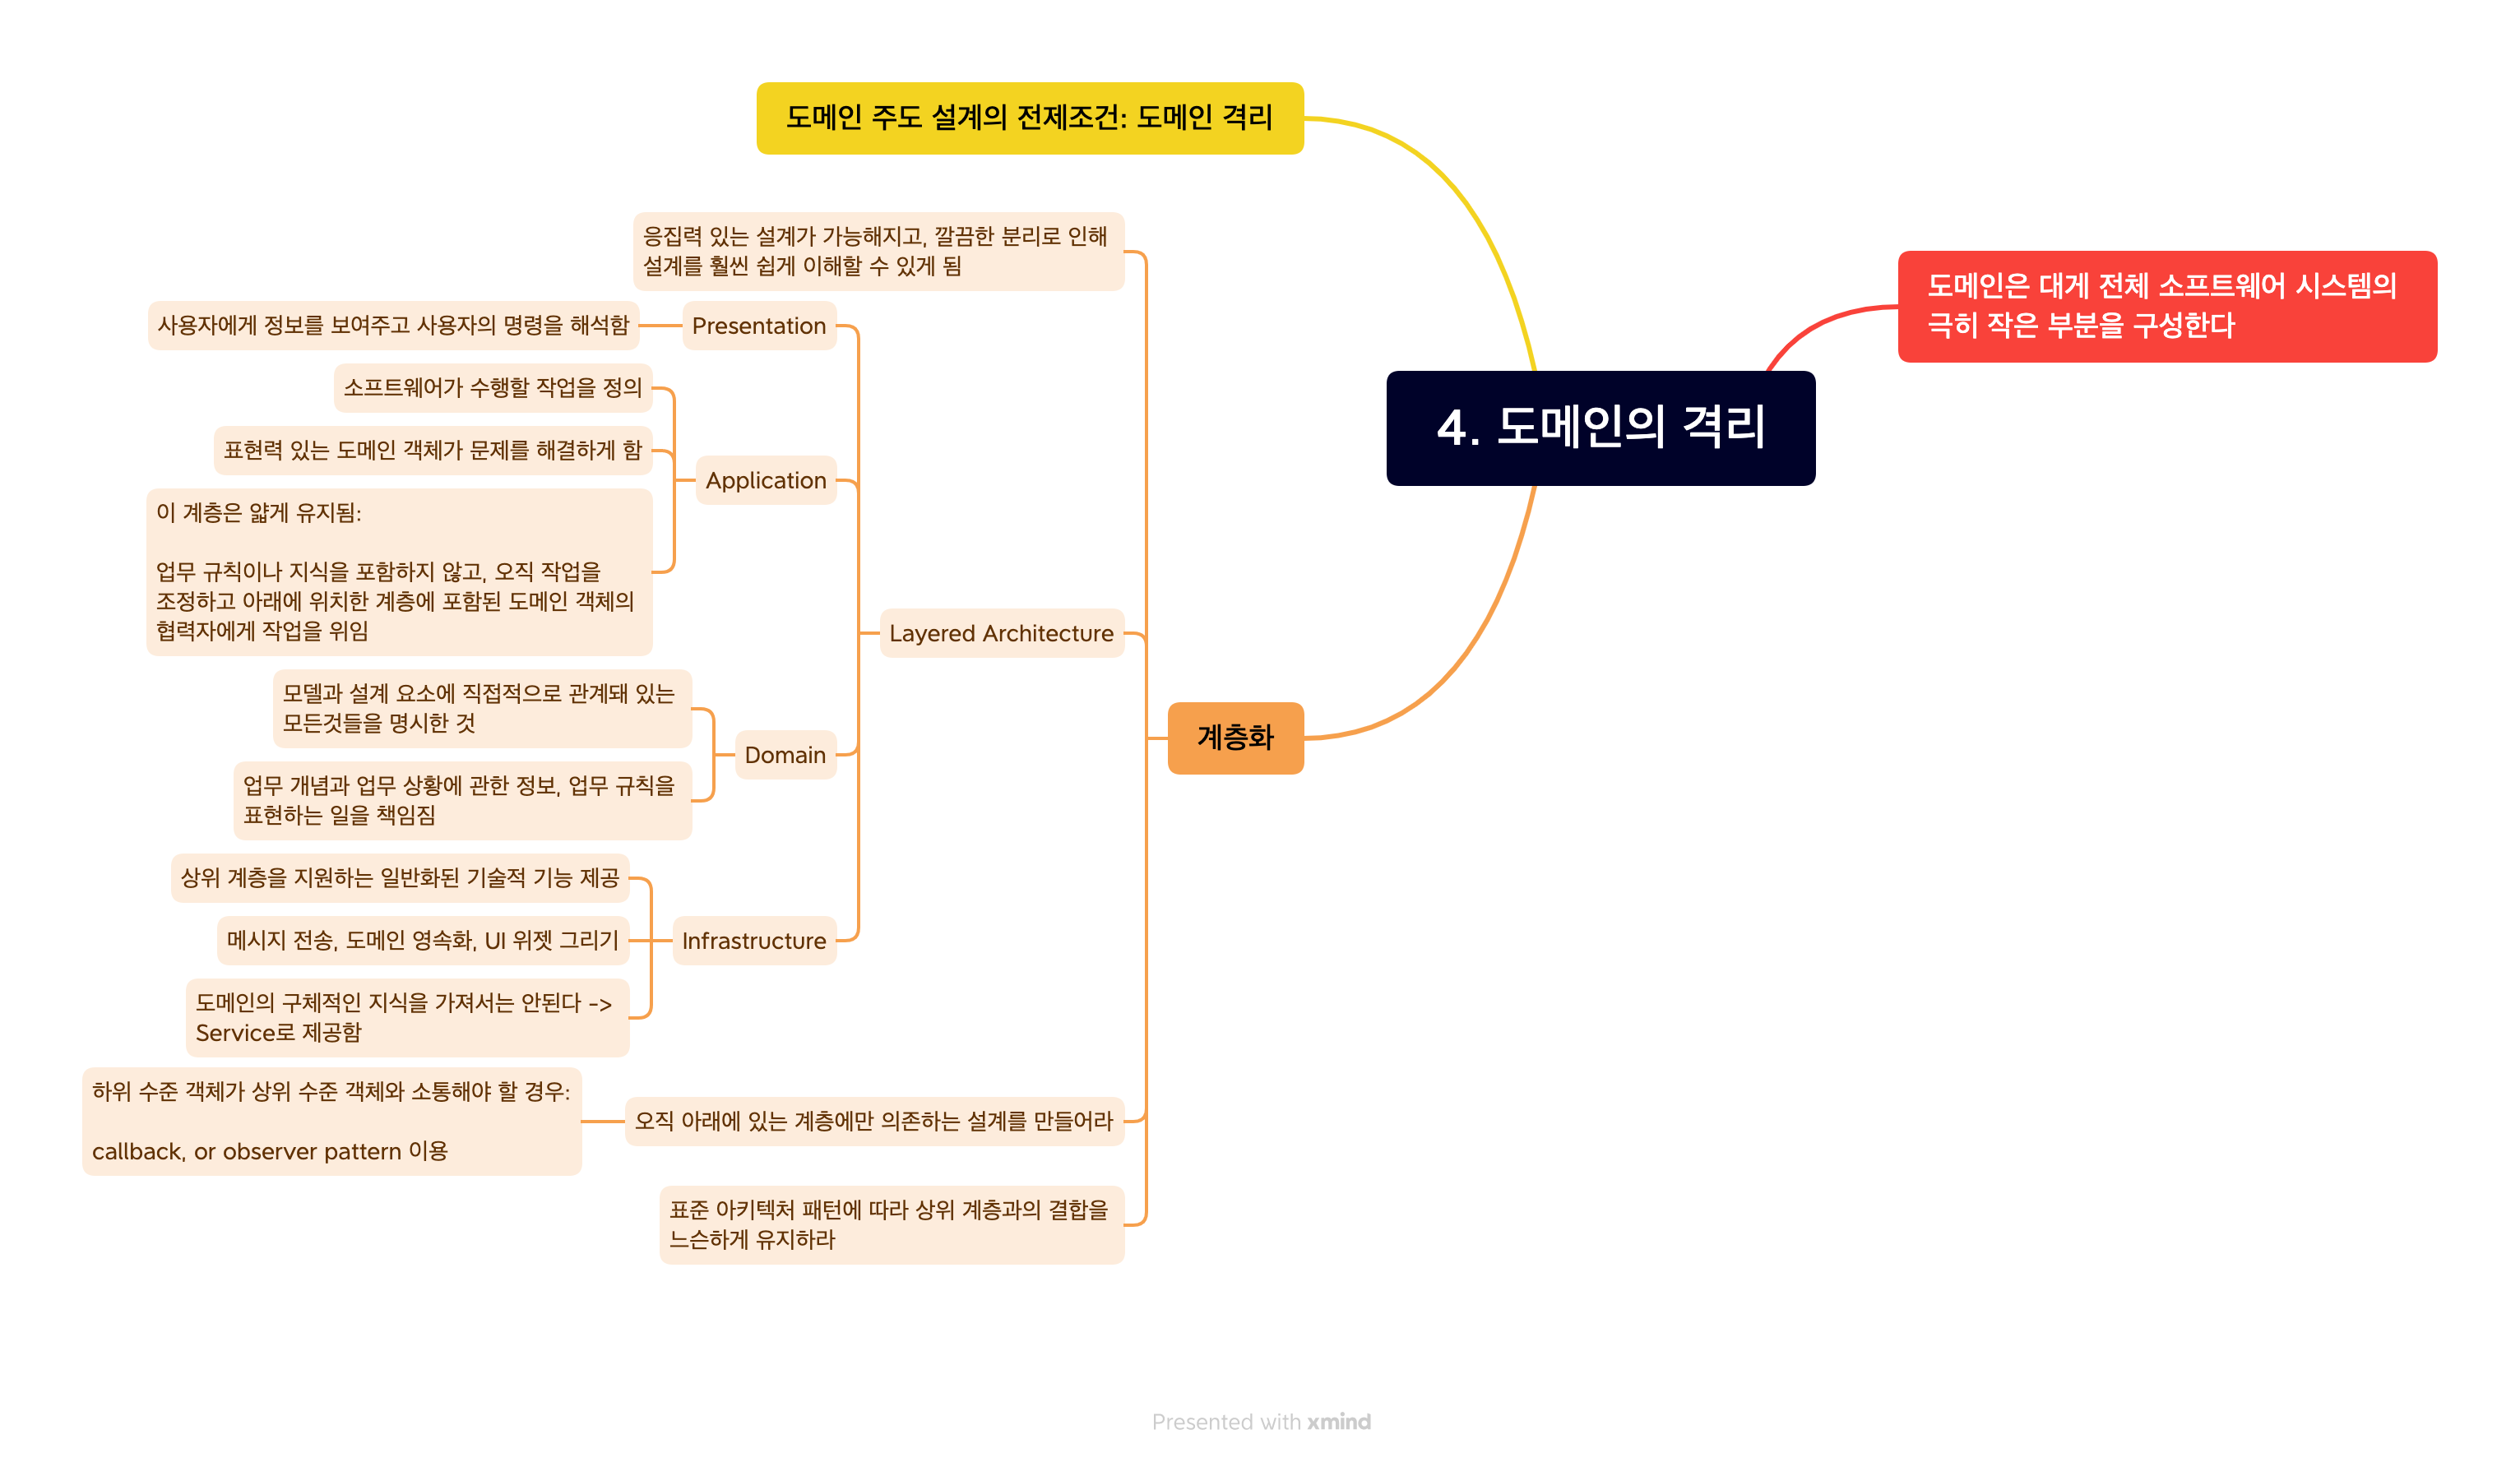 도메인 주도 설계의 전제조건: 도메인 격리
도메인은 대게 전체 소프트웨어 시스템의
극히 작은 부분을 구성한다
4. 도메인의 격리
계층화
응집력 있는 설계가 가능해지고, 깔끔한 분리로 인해
설계를 훨씬 쉽게 이해할 수 있게 됨
Layered Architecture
Presentation
사용자에게 정보를 보여주고 사용자의 명령을 해석함
Application
소프트웨어가 수행할 작업을 정의
표현력 있는 도메인 객체가 문제를 해결하게 함
이 계층은 얇게 유지됨:
업무 규칙이나 지식을 포함하지 않고, 오직 작업을
조정하고 아래에 위치한 계층에 포함된 도메인 객체의
협력자에게 작업을 위임
Domain
모델과 설계 요소에 직접적으로 관계돼 있는
모든것들을 명시한 것
업무 개념과 업무 상황에 관한 정보, 업무 규칙을
표현하는 일을 책임짐
Infrastructure
상위 계층을 지원하는 일반화된 기술적 기능 제공
메시지 전송, 도메인 영속화, UI 위젯 그리기
도메인의 구체적인 지식을 가져서는 안된다 ->
Service로 제공함
오직 아래에 있는 계층에만 의존하는 설계를 만들어라
하위 수준 객체가 상위 수준 객체와 소통해야 할 경우:
callback, or observer pattern 이용
표준 아키텍처 패턴에 따라 상위 계층과의 결합을
느슨하게 유지하라
Presented with xmind